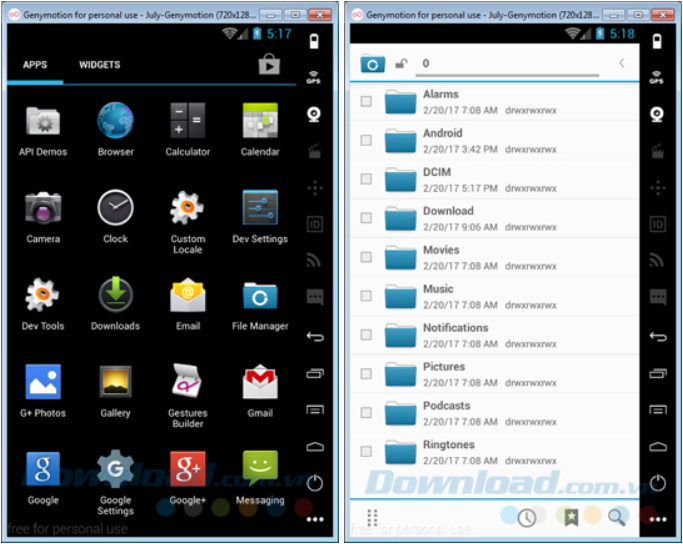 Genymotion for personal use - July-Genymotion (720x128...
5:17
APPS WIDGETS
API Demos Browser Calculator Calendar
Camera Clock Custom Locale Dev Settings
Dev Tools Downloads Email File Manager
G+ Photos Gallery Gestures Builder Gmail
Google Google Settings Google+ Messaging
free for personal use
GPS
ID
Genymotion for personal use - July-Genymotion (720x128...
5:18
0
Alarms
2/20/17 7:08 AM drwxrwxrwx
Android
2/20/17 3:42 PM drwxrwxrwx
DCIM
2/20/17 5:17 PM drwxrwxrwx
Download
2/20/17 9:06 AM drwxrwxrwx
Movies
2/20/17 7:08 AM drwxrwxrwx
Music
2/20/17 7:08 AM drwxrwxrwx
Notifications
2/20/17 7:08 AM drwxrwxrwx
Pictures
2/20/17 7:08 AM drwxrwxrwx
Podcasts
2/20/17 7:08 AM drwxrwxrwx
Ringtones
2/20/17 7:08 AM drwxrwxrwx
Download.com.vn
free for personal use
GPS
ID